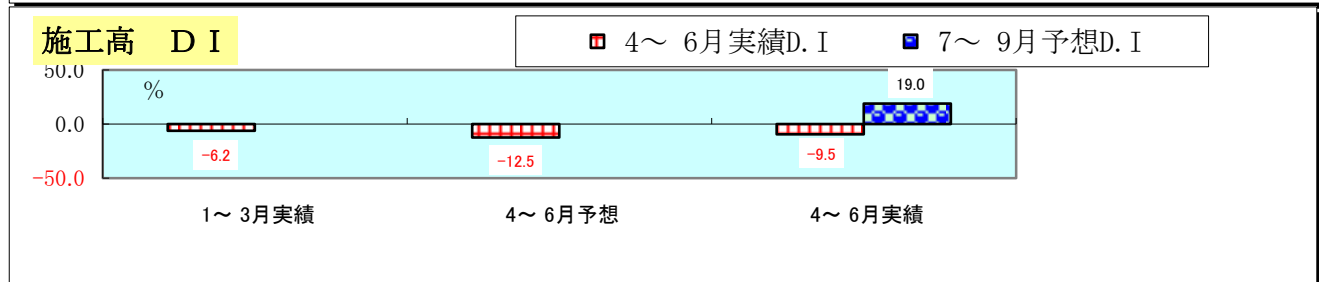 施工高　ＤＩ
4～ 6月実績D.I
7～ 9月予想D.I
50.0
%
19.0
0.0
-6.2
-12.5
-9.5
-50.0
1～ 3月実績
4～ 6月予想
4～ 6月実績